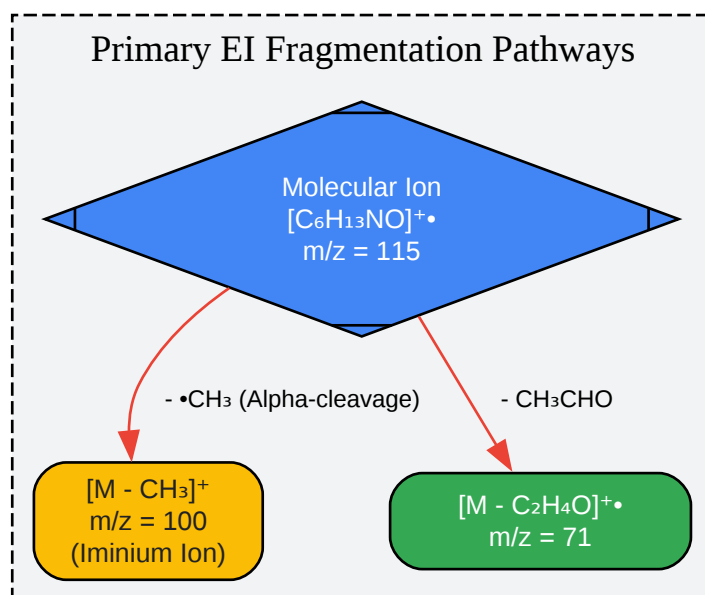 Primary EI Fragmentation Pathways
Molecular Ion
[C₆H₁₃NO]⁺•
m/z = 115
- •CH₃ (Alpha-cleavage)
- CH₃CHO
[M - CH₃]⁺
m/z = 100
(Iminium Ion)
[M - C₂H₄O]⁺•
m/z = 71